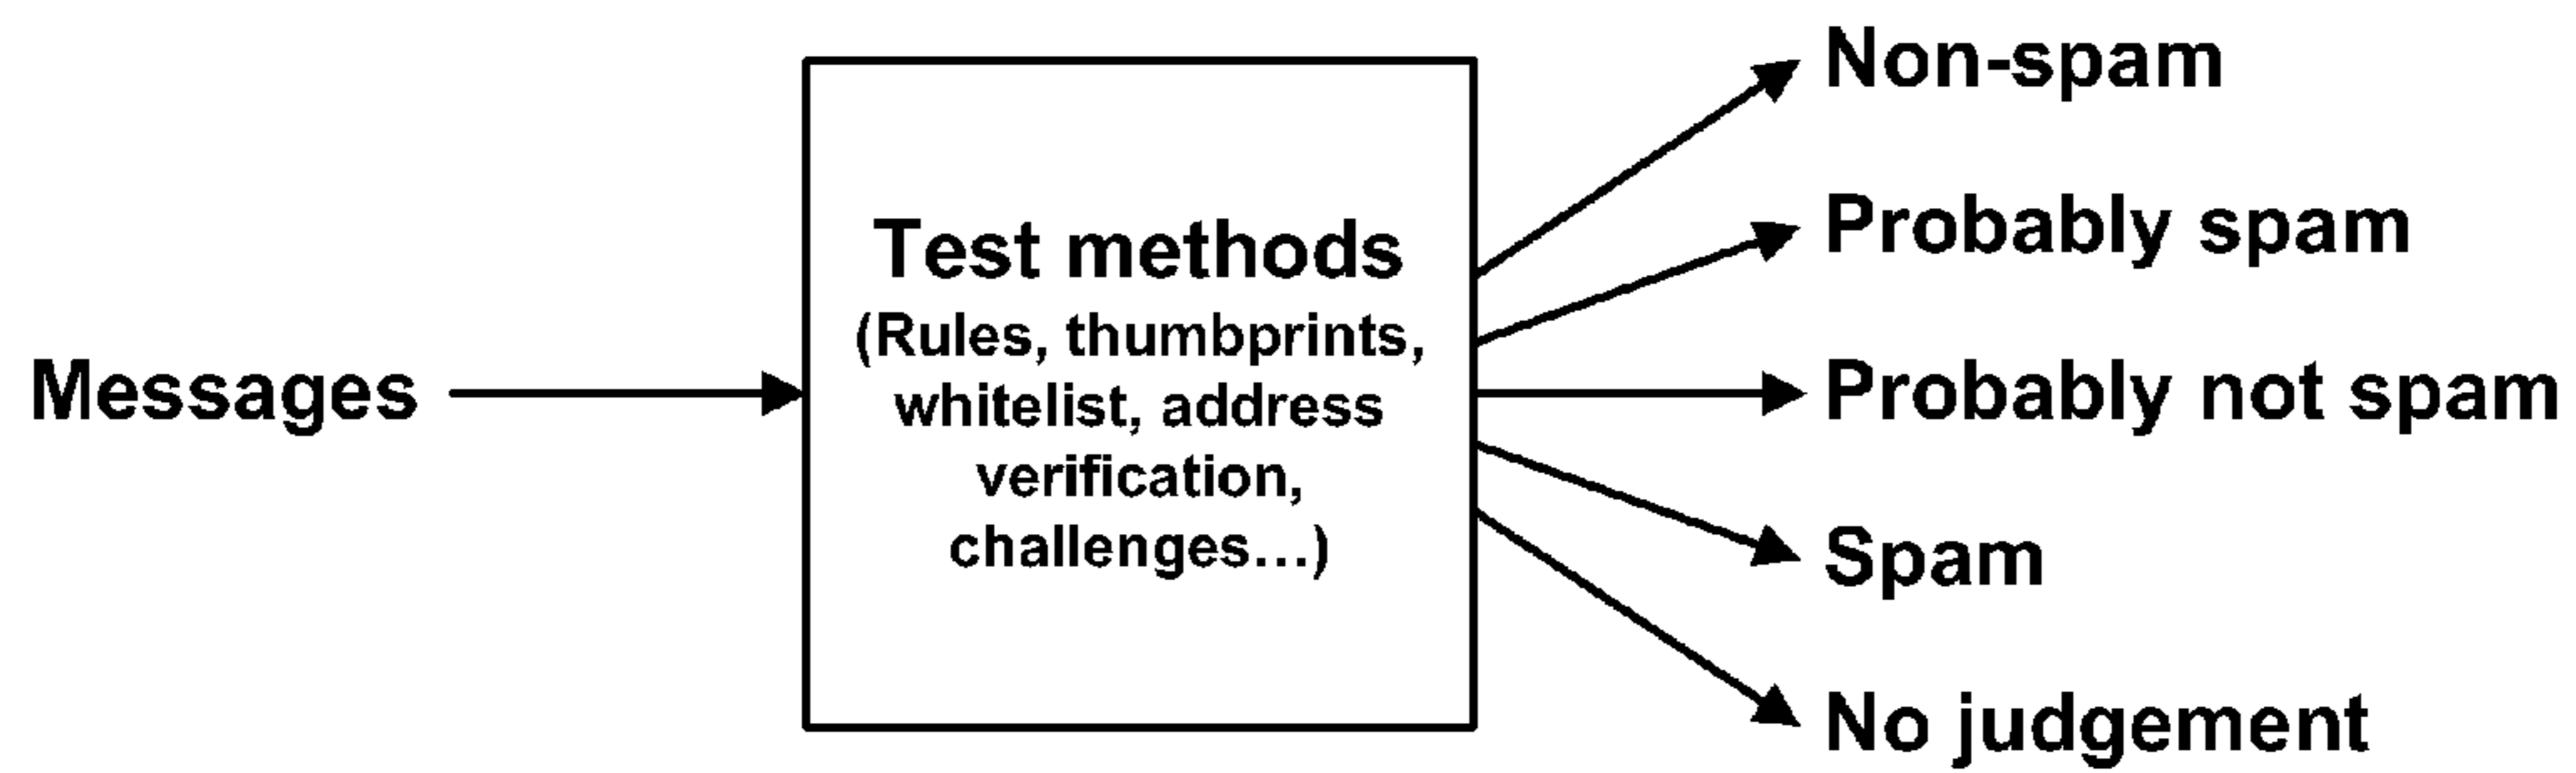 Messages
Test methods
(Rules, thumbprints,
whitelist, address
verification,
challenges...)
Non-spam
Probably spam
Probably not spam
Spam
No judgement